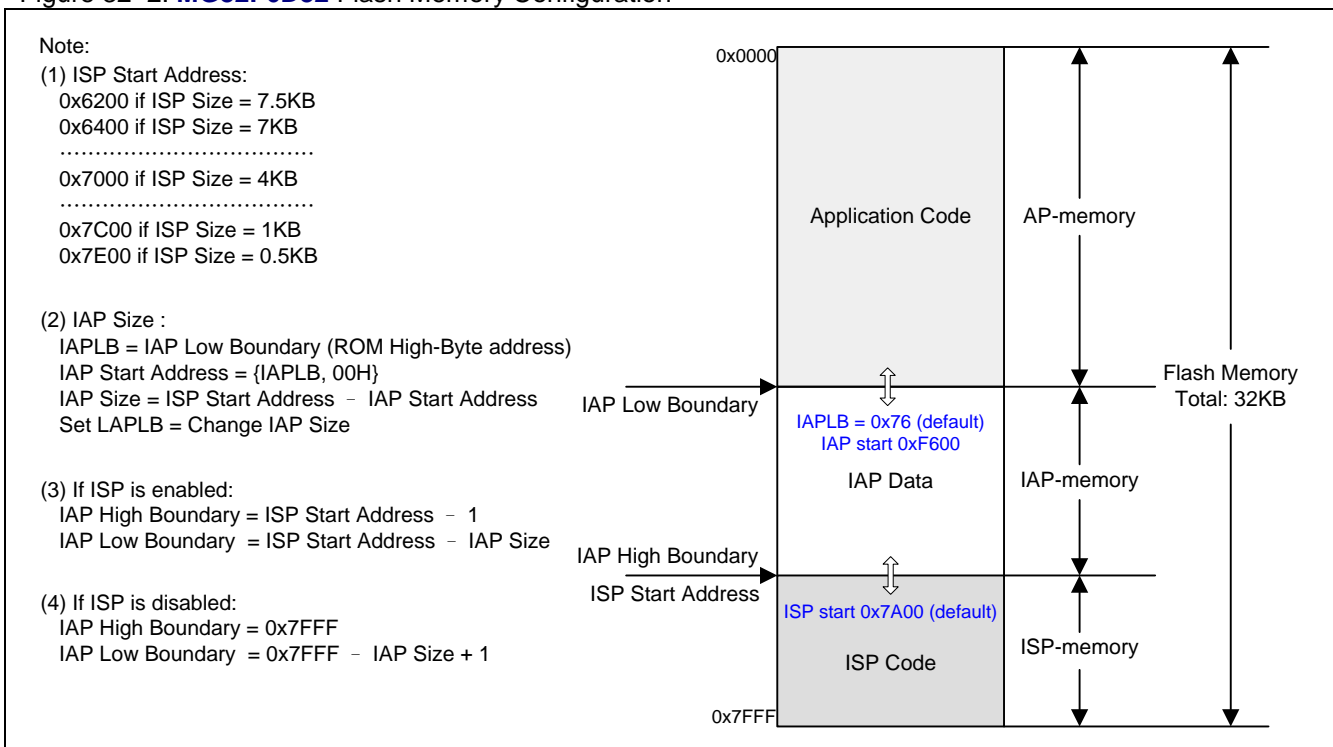 Note:
(1) ISP Start Address:
0x6200 if ISP Size = 7.5KB
0x6400 if ISP Size = 7KB
....................................
0x7000 if ISP Size = 4KB
....................................
0x7C00 if ISP Size = 1KB
0x7E00 if ISP Size = 0.5KB
(2) IAP Size :
IAPLB = IAP Low Boundary (ROM High-Byte address)
IAP Start Address = {IAPLB, 00H}
IAP Size = ISP Start Address - IAP Start Address
Set LAPLB = Change IAP Size
(3) If ISP is enabled:
IAP High Boundary = ISP Start Address - 1
IAP Low Boundary = ISP Start Address - IAP Size
(4) If ISP is disabled:
IAP High Boundary = 0x7FFF
IAP Low Boundary = 0x7FFF - IAP Size + 1
0x0000
Application Code
AP-memory
IAP Low Boundary
IAPLB = 0x76 (default)
IAP start 0xF600
IAP Data
IAP-memory
Flash Memory
Total: 32KB
IAP High Boundary
ISP Start Address
ISP start 0x7A00 (default)
ISP Code
ISP-memory
0x7FFF